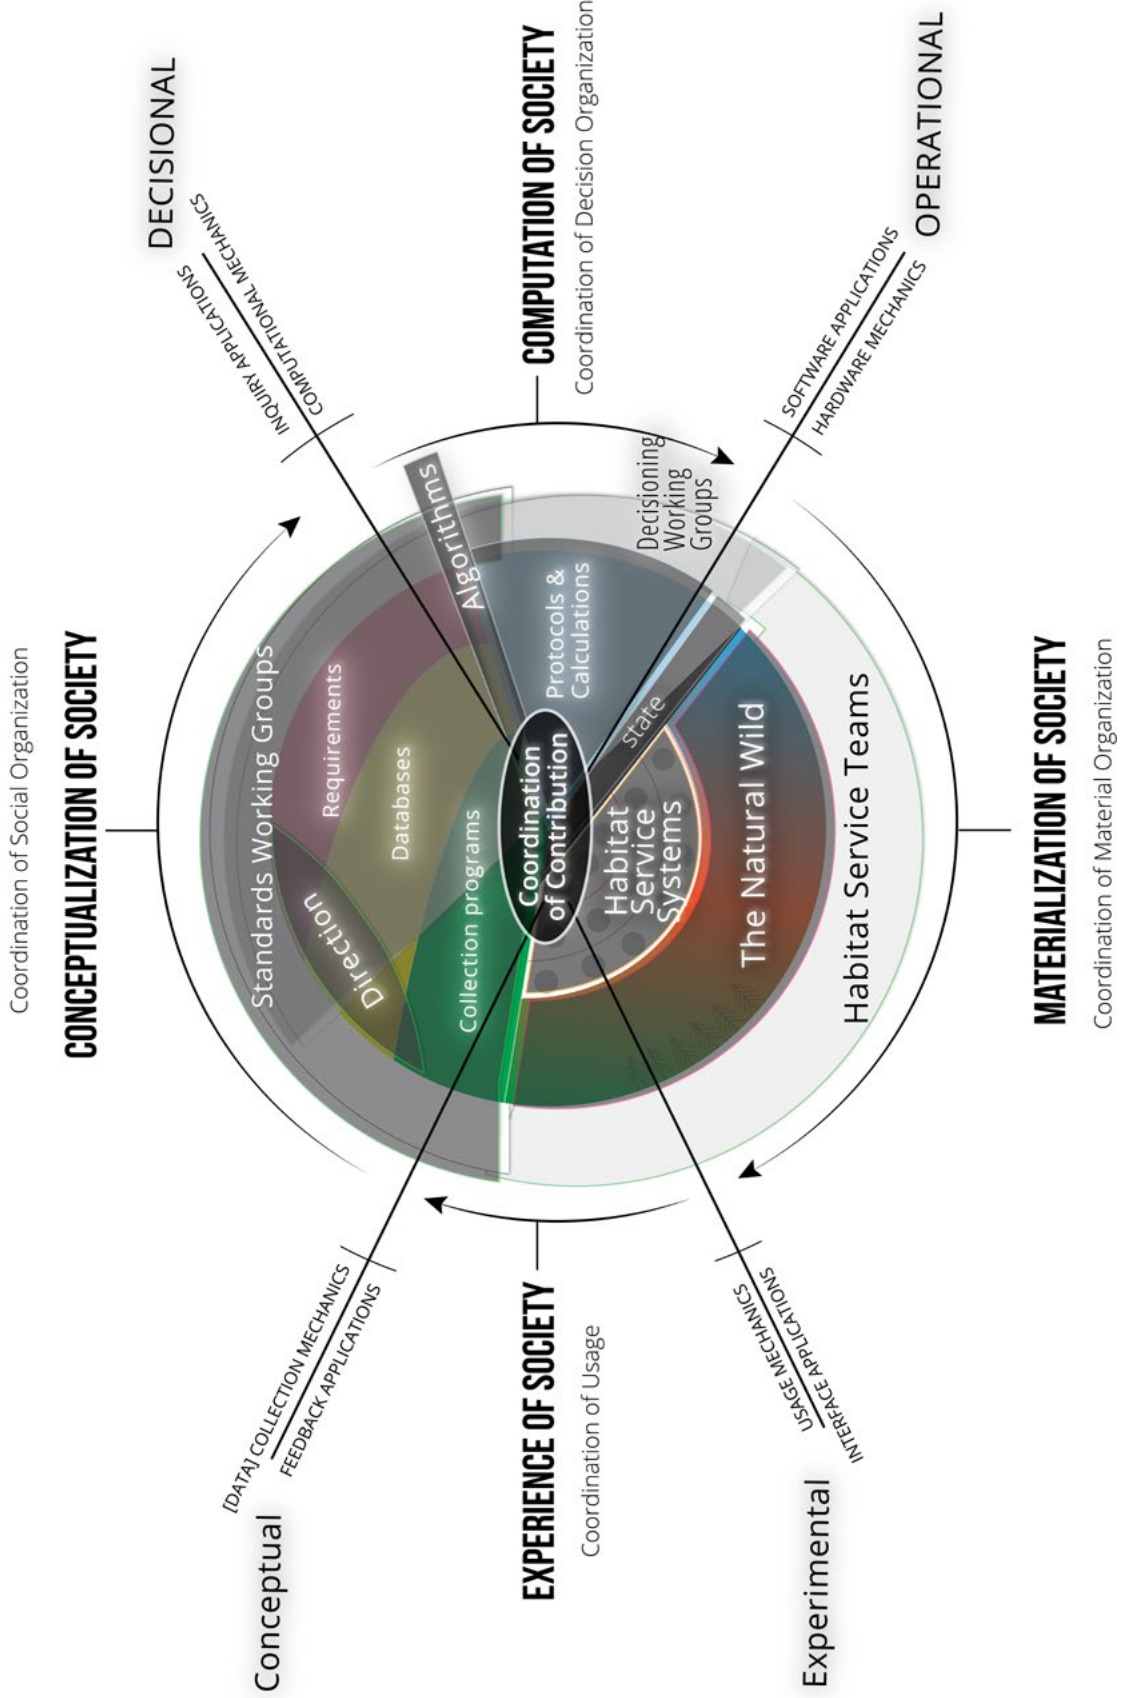 Coordination of Social Organization
CONCEPTUALIZATION OF SOCIETY
Conceptual
[DATA] COLLECTION MECHANICS
FEEDBACK APPLICATIONS
DECISIONAL
INQUIRY APPLICATIONS
COMPUTATIONAL MECHANICS
Standards Working Groups
Direction
Requirements
Databases
Collection programs
Algorithms
EXPERIENCE OF SOCIETY
Coordination of Usage
Coordination
of Contribution
Protocols &
Calculations
COMPUTATION OF SOCIETY
Coordination of Decision Organization
Decisioning
Working
Groups
State
Habitat
Service
Systems
The Natural Wild
Habitat Service Teams
Experimental
USAGE MECHANICS
INTERFACE APPLICATIONS
OPERATIONAL
SOFTWARE APPLICATIONS
HARDWARE MECHANICS
MATERIALIZATION OF SOCIETY
Coordination of Material Organization